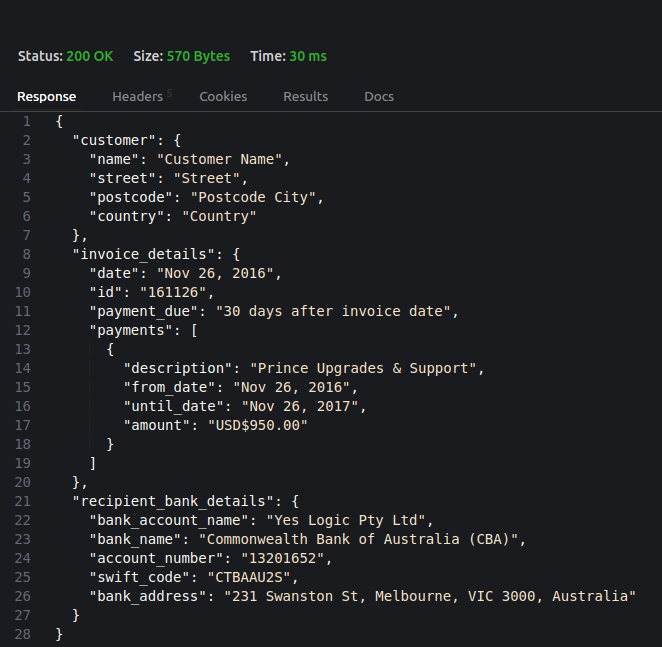 Status: 200 OK Size: 570 Bytes Time: 30 ms
Response Headers 5 Cookies Results Docs
1 {
2 "customer": {
3 "name": "Customer Name",
4 "street": "Street",
5 "postcode": "Postcode City",
6 "country": "Country"
7 },
8 "invoice_details": {
9 "date": "Nov 26, 2016",
10 "id": "161126",
11 "payment_due": "30 days after invoice date",
12 "payments": [
13 {
14 "description": "Prince Upgrades & Support",
15 "from_date": "Nov 26, 2016",
16 "until_date": "Nov 26, 2017",
17 "amount": "USD$950.00"
18 }
19 ]
20 },
21 "recipient_bank_details": {
22 "bank_account_name": "Yes Logic Pty Ltd",
23 "bank_name": "Commonwealth Bank of Australia (CBA)",
24 "account_number": "13201652",
25 "swift_code": "CTBAAU2S",
26 "bank_address": "231 Swanston St, Melbourne, VIC 3000, Australia"
27 }
28 }